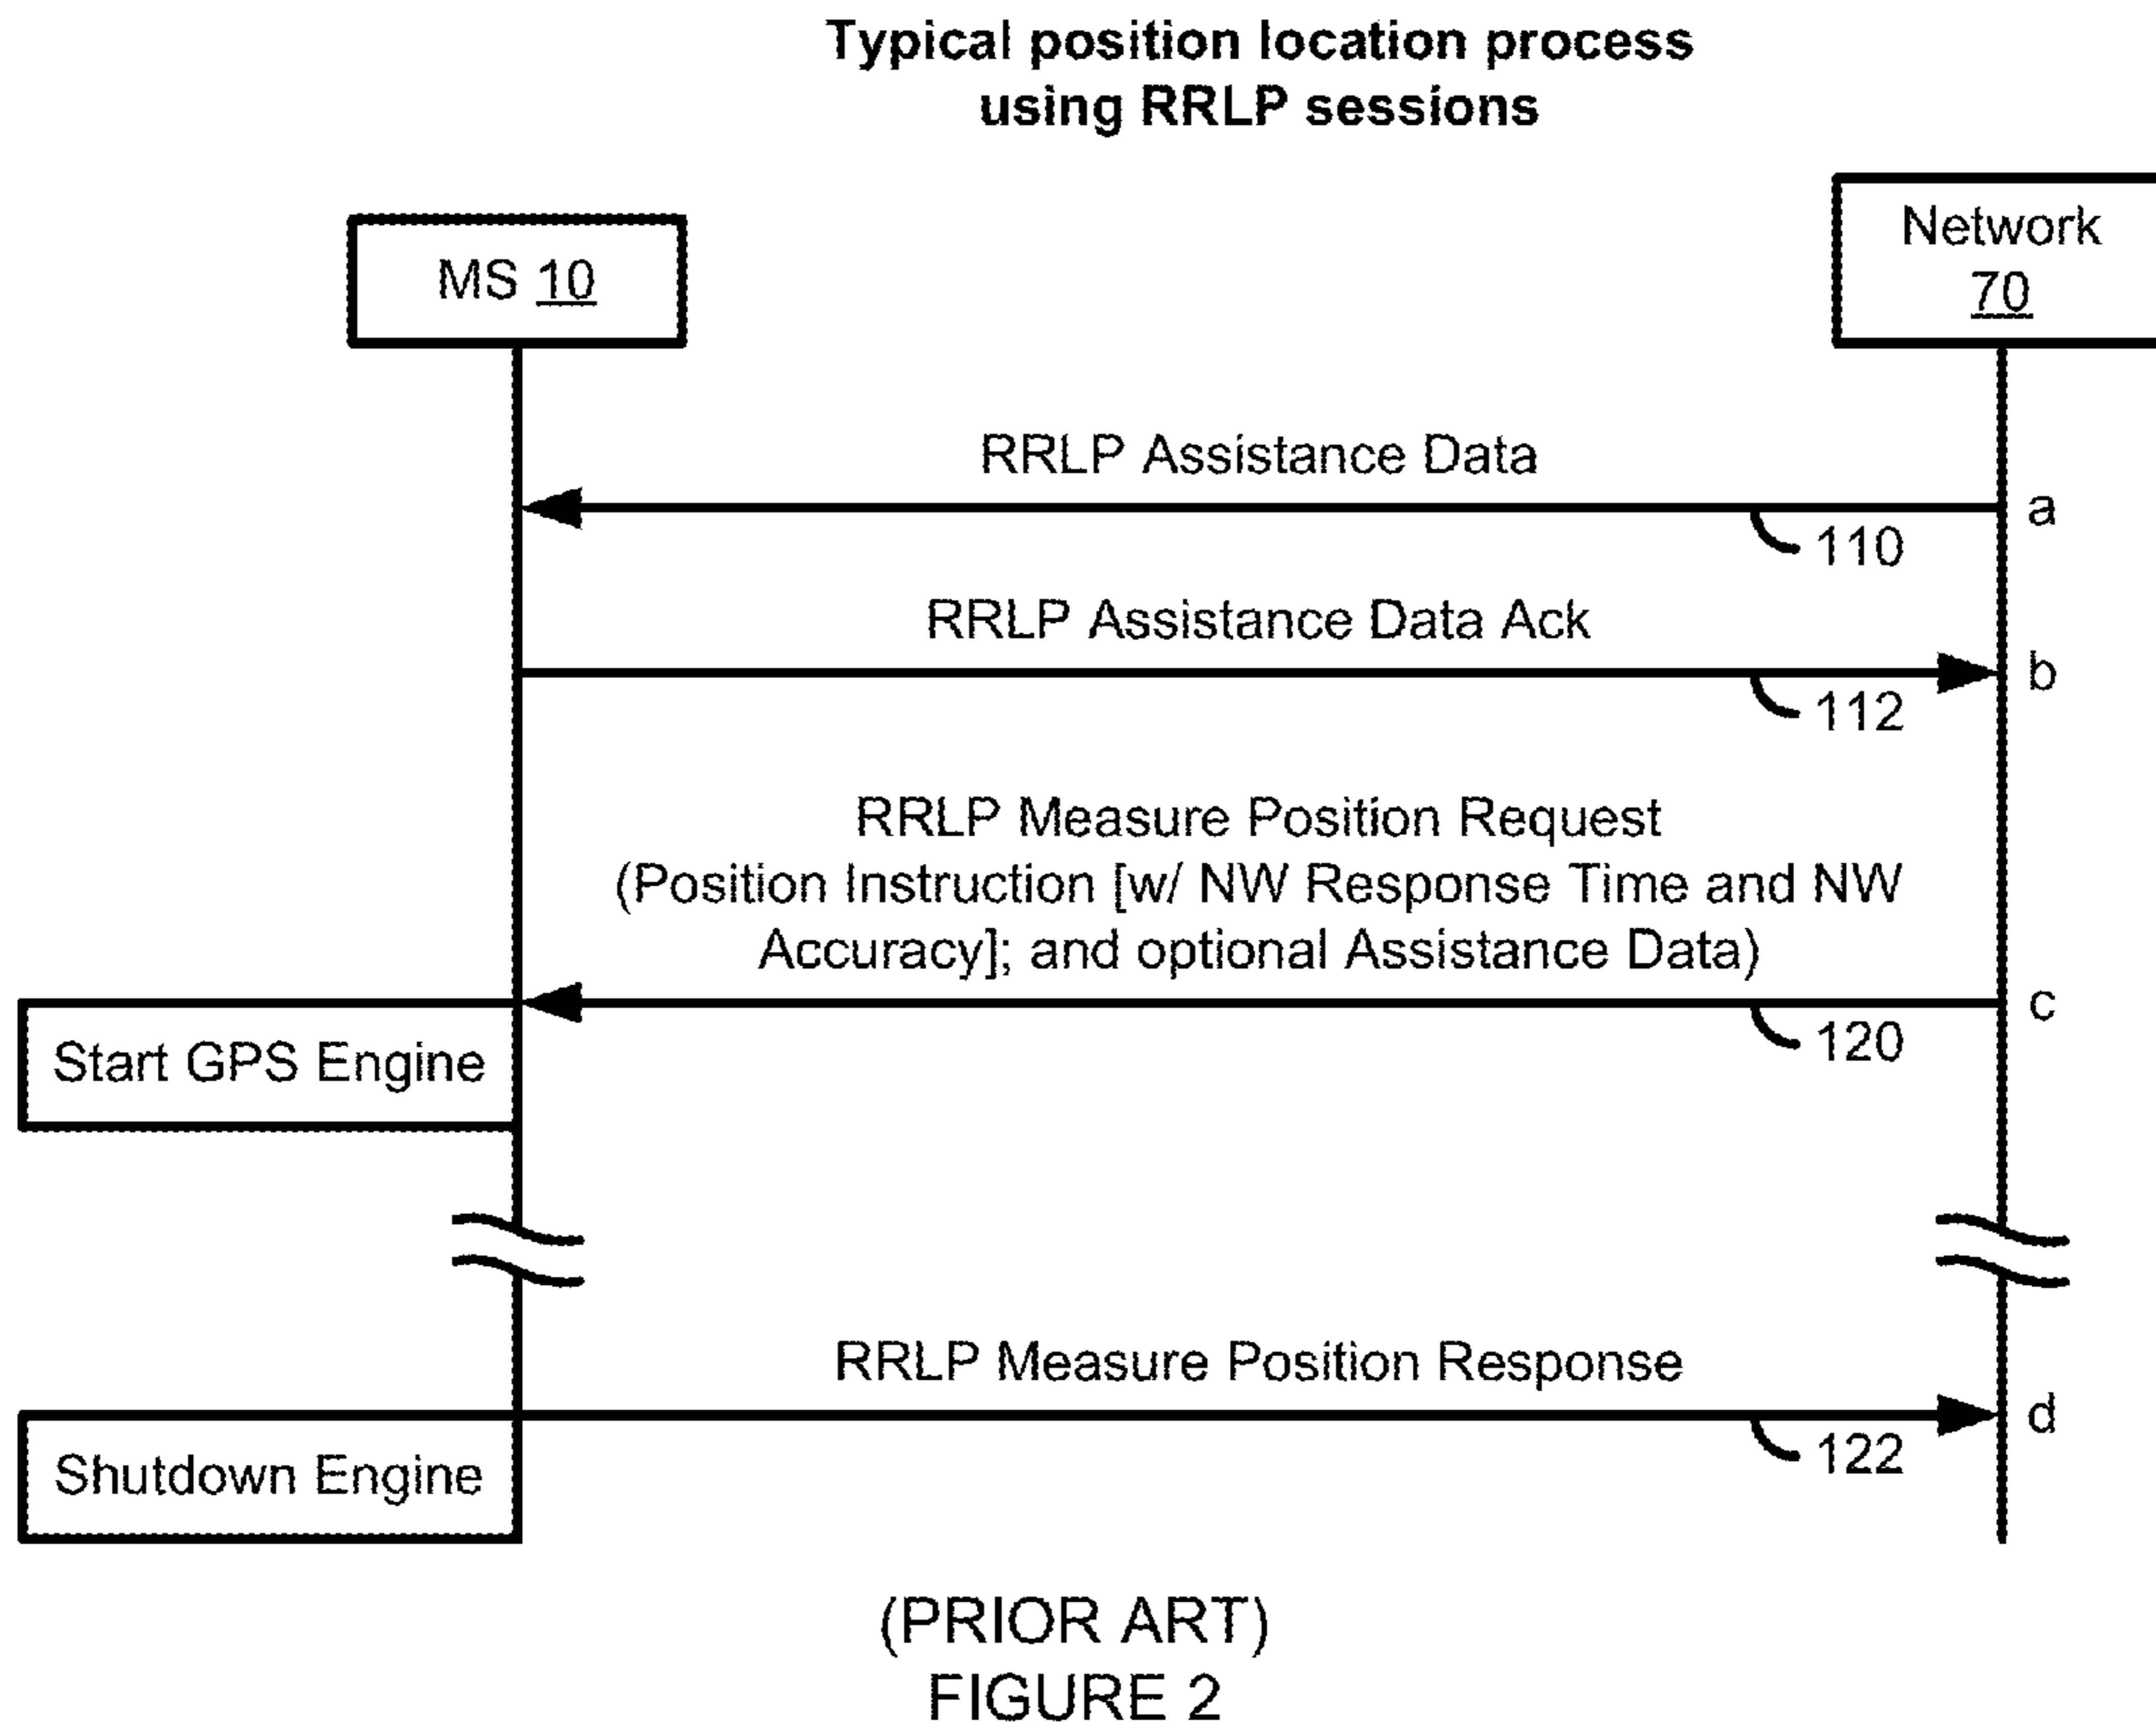 Typical position location process
using RRLP sessions
MS 10
Network
70
RRLP Assistance Data
a
110
RRLP Assistance Data Ack
b
112
RRLP Measure Position Request
(Position Instruction [w/ NW Response Time and NW
Accuracy]; and optional Assistance Data)
c
120
Start GPS Engine
RRLP Measure Position Response
d
122
Shutdown Engine
(PRIOR ART)
FIGURE 2